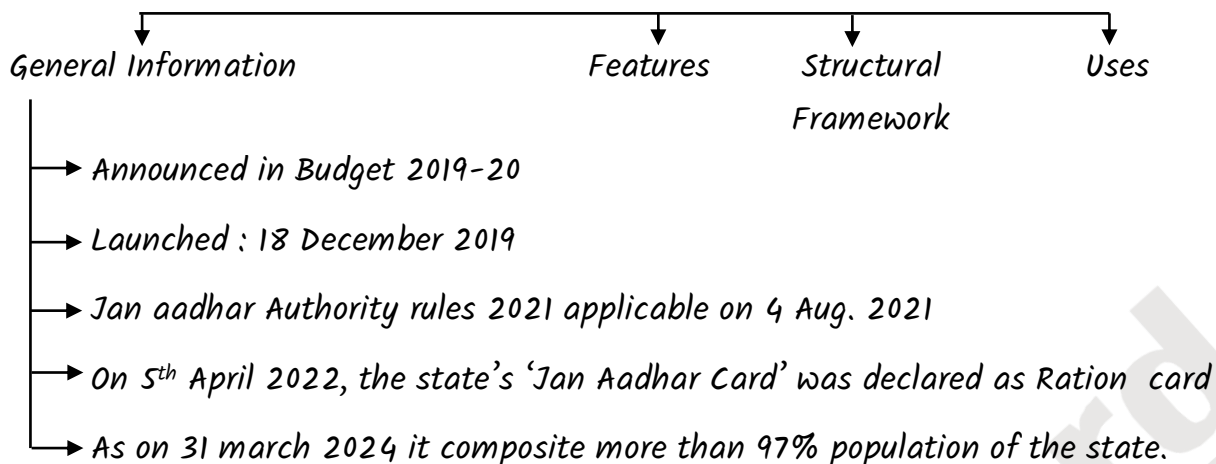 General Information
Features
Structural
Framework
Uses
Announced in Budget 2019-20
Launched : 18 December 2019
Jan aadhar Authority rules 2021 applicable on 4 Aug. 2021
On 5th April 2022, the state's 'Jan Aadhar Card' was declared as Ration card
As on 31 march 2024 it composite more than 97% population of the state.